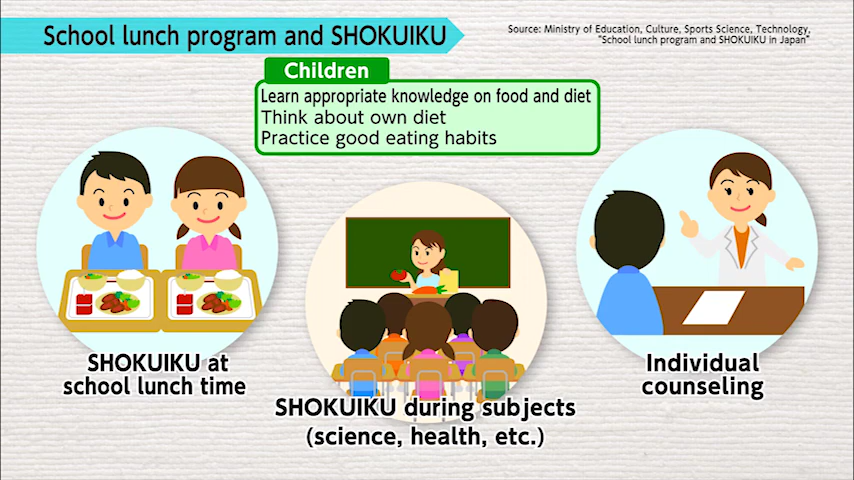 School lunch program and SHOKUIKU
Source: Ministry of Education, Culture, Sports Science, Technology,
"School lunch program and SHOKUIKU in Japan"
Children
Learn appropriate knowledge on food and diet
Think about own diet
Practice good eating habits
SHOKUIKU at
school lunch time
SHOKUIKU during subjects
(science, health, etc.)
Individual
counseling